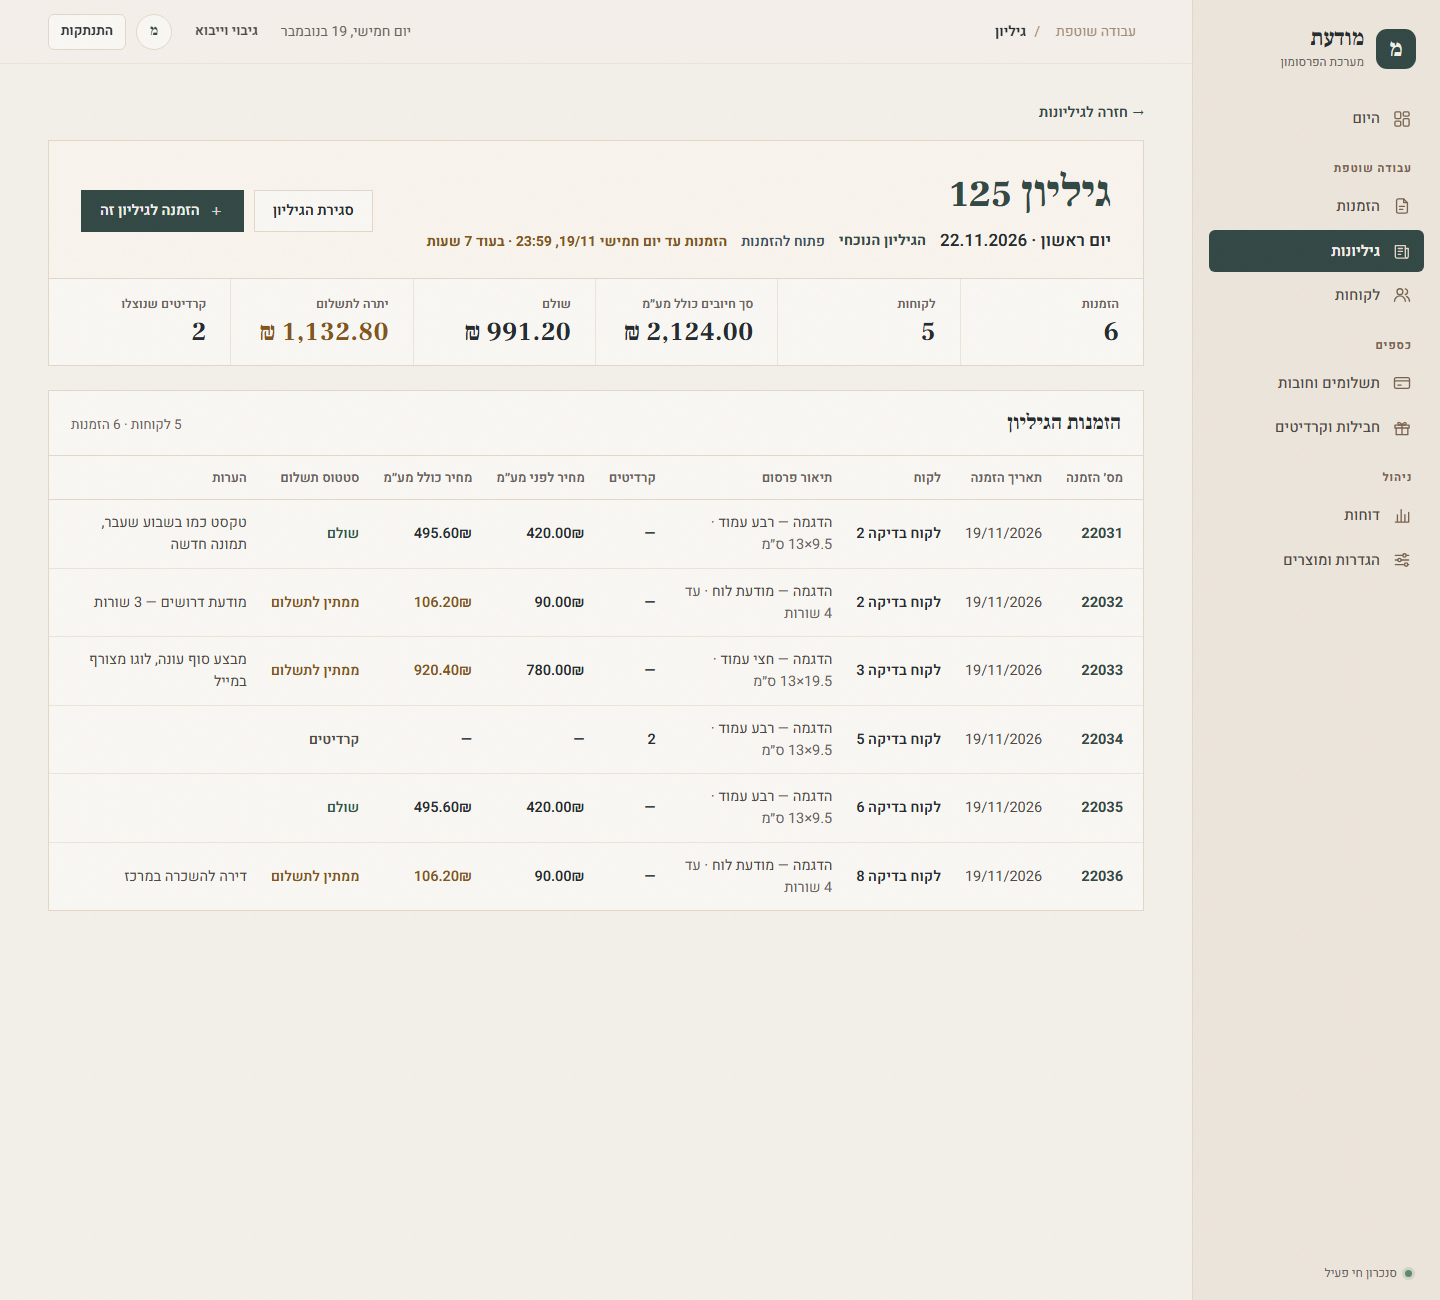 מ
מודעת
מערכת הפרסומון
היום
עבודה שוטפת
הזמנות
גיליונות
לקוחות
כספים
תשלומים וחובות
חבילות וקרדיטים
ניהול
דוחות
הגדרות ומוצרים
סנכרון חי פעיל
עבודה שוטפת / גיליון
יום חמישי, 19 בנובמבר
גיבוי וייבוא
מ
התנתקות
→ חזרה לגיליונות
גיליון 125
יום ראשון · 22.11.2026 הגיליון הנוכחי פתוח להזמנות הזמנות עד יום חמישי 19/11, 23:59 · בעוד 7 שעות
סגירת הגיליון
+ הזמנה לגיליון זה
הזמנות
6
לקוחות
5
סך חיובים כולל מע״מ
2,124.00 ₪
שולם
991.20 ₪
יתרה לתשלום
1,132.80 ₪
קרדיטים שנוצלו
2
הזמנות הגיליון
5 לקוחות · 6 הזמנות
מס׳ הזמנה תאריך הזמנה לקוח תיאור פרסום קרדיטים מחיר לפני מע״מ מחיר כולל מע״מ סטטוס תשלום הערות
22031 19/11/2026 לקוח בדיקה 2 הדגמה — רבע עמוד · 9.5×13 ס״מ — ₪420.00 ₪495.60 שולם טקסט כמו בשבוע שעבר, תמונה חדשה
22032 19/11/2026 לקוח בדיקה 2 הדגמה — מודעת לוח · עד 4 שורות — ₪90.00 ₪106.20 ממתין לתשלום מודעת דרושים — 3 שורות
22033 19/11/2026 לקוח בדיקה 3 הדגמה — חצי עמוד · 19.5×13 ס״מ — ₪780.00 ₪920.40 ממתין לתשלום מבצע סוף עונה, לוגו מצורף במייל
22034 19/11/2026 לקוח בדיקה 5 הדגמה — רבע עמוד · 9.5×13 ס״מ 2 — — קרדיטים
22035 19/11/2026 לקוח בדיקה 6 הדגמה — רבע עמוד · 9.5×13 ס״מ — ₪420.00 ₪495.60 שולם
22036 19/11/2026 לקוח בדיקה 8 הדגמה — מודעת לוח · עד 4 שורות — ₪90.00 ₪106.20 ממתין לתשלום דירה להשכרה במרכז